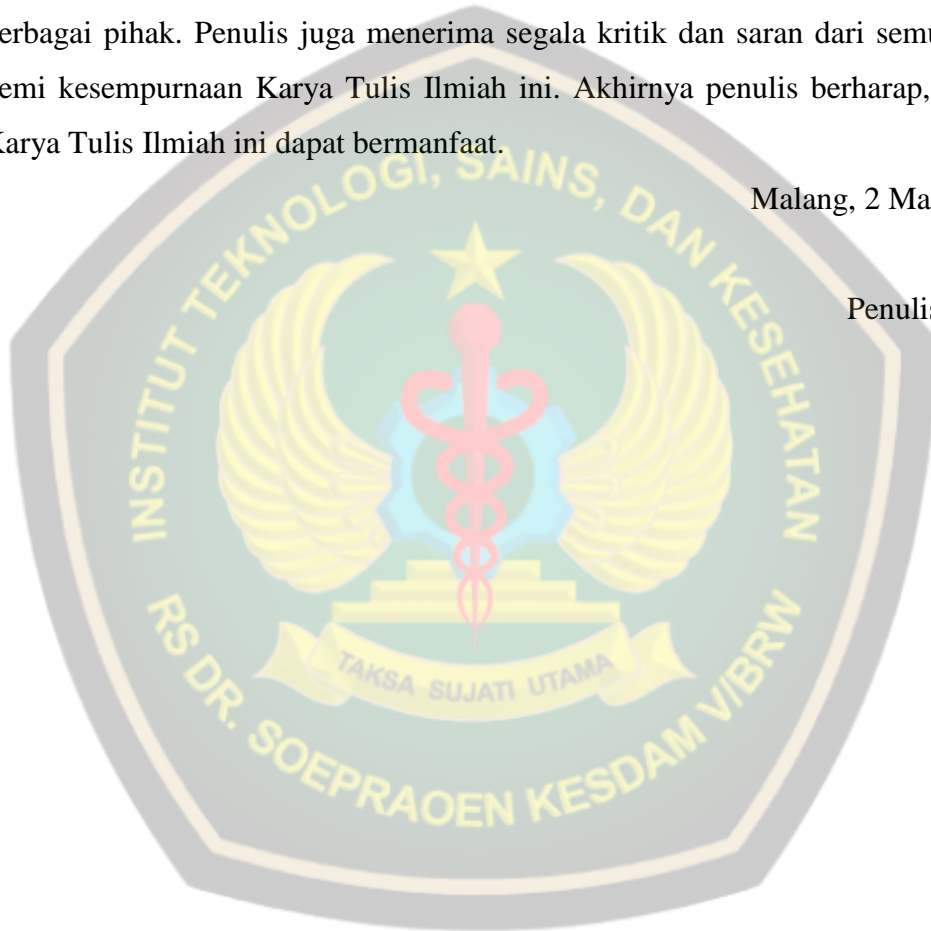 erbagai pihak. Penulis juga menerima segala kritik dan saran dari semu
emi kesempurnaan Karya Tulis Ilmiah ini. Akhirnya penulis berharap,
Karya Tulis Ilmiah ini dapat bermanfaat.
Malang, 2 Ma
Penulis
INSTITUT TEKNOLOGI, SAINS, DAN KESEHATAN
TAKSA SUJATI UTAMA
RS DR. SOEPRAOEN KESDAM V/BRW